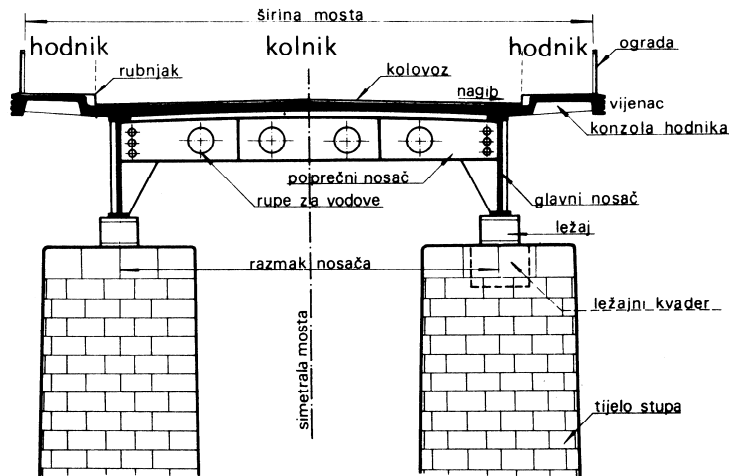 širina mosta
hodnik
kolnik
hodnik
ograda
rubnjak
kolovoz
nagib
vijenac
konzola hodnika
poprečni nosač
rupe za vodove
glavni nosač
ležaj
razmak nosača
ležajni kvader
simetrala mosta
tijelo stupa